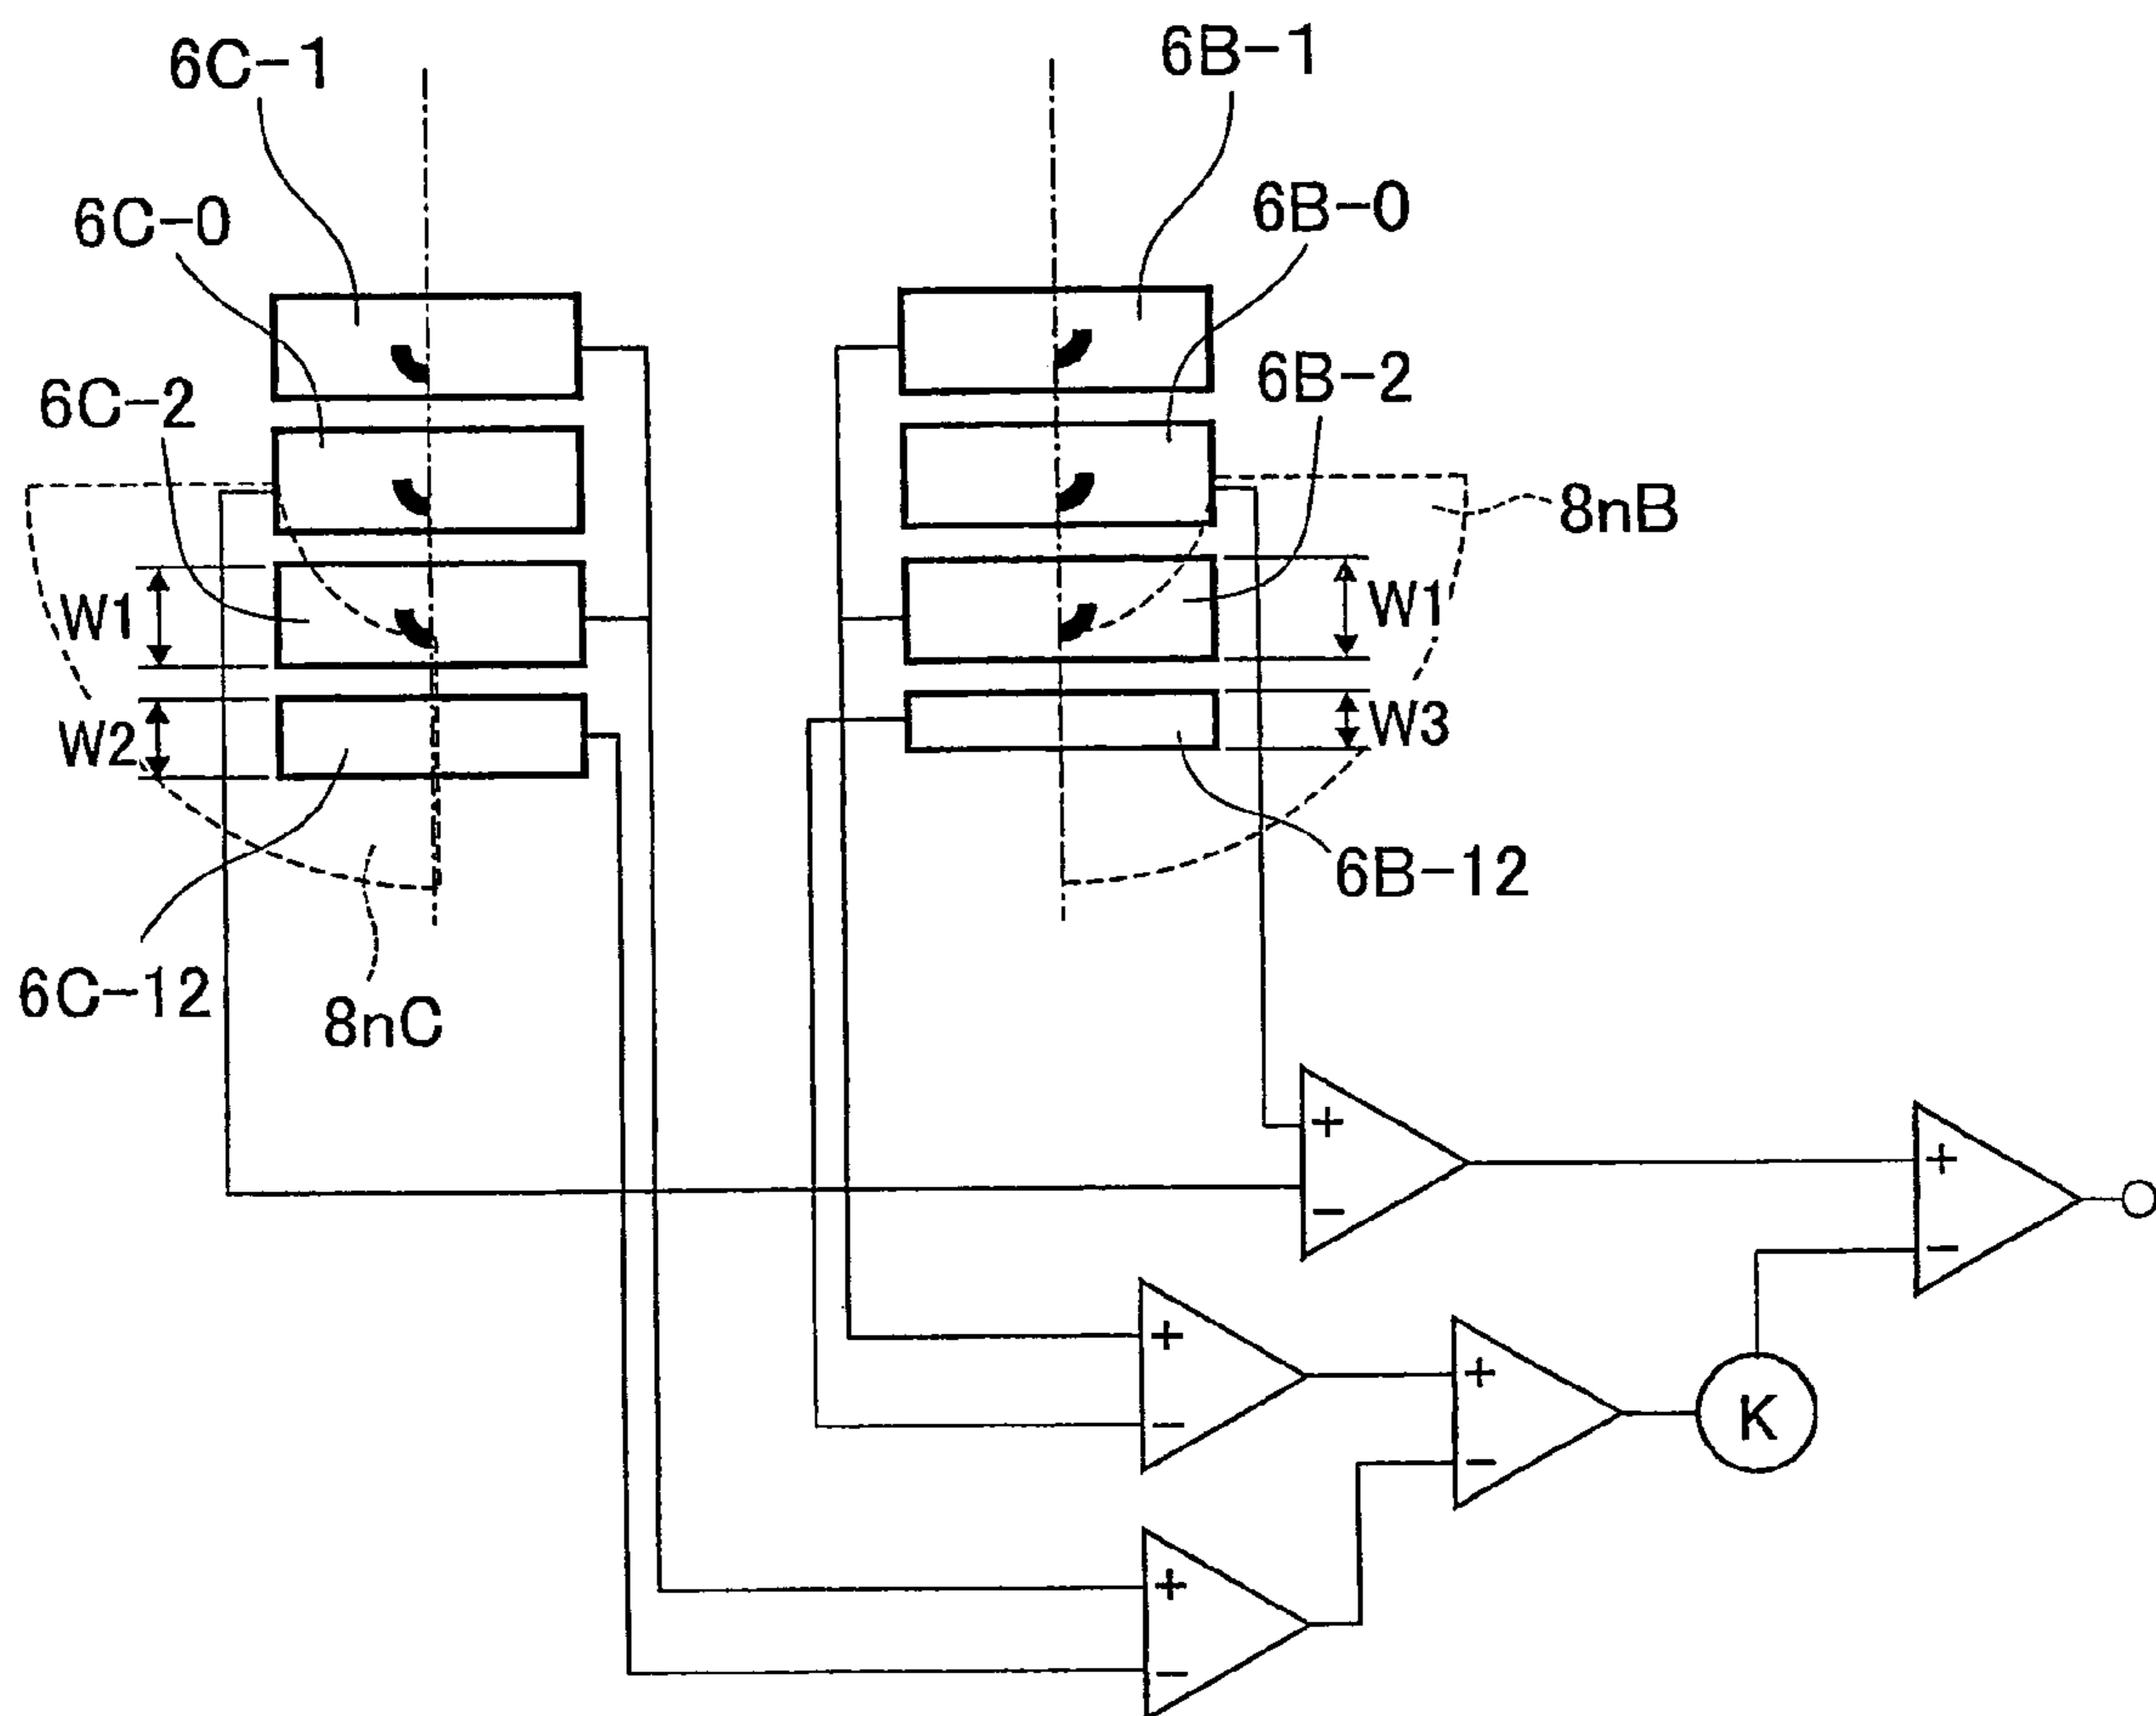 6C-1
6B-1
6C-0
6B-0
6C-2
6B-2
8nB
W1
W1
W2
W3
6B-12
6C-12
8nC
+
-
+
-
+
-
+
-
K
+
-